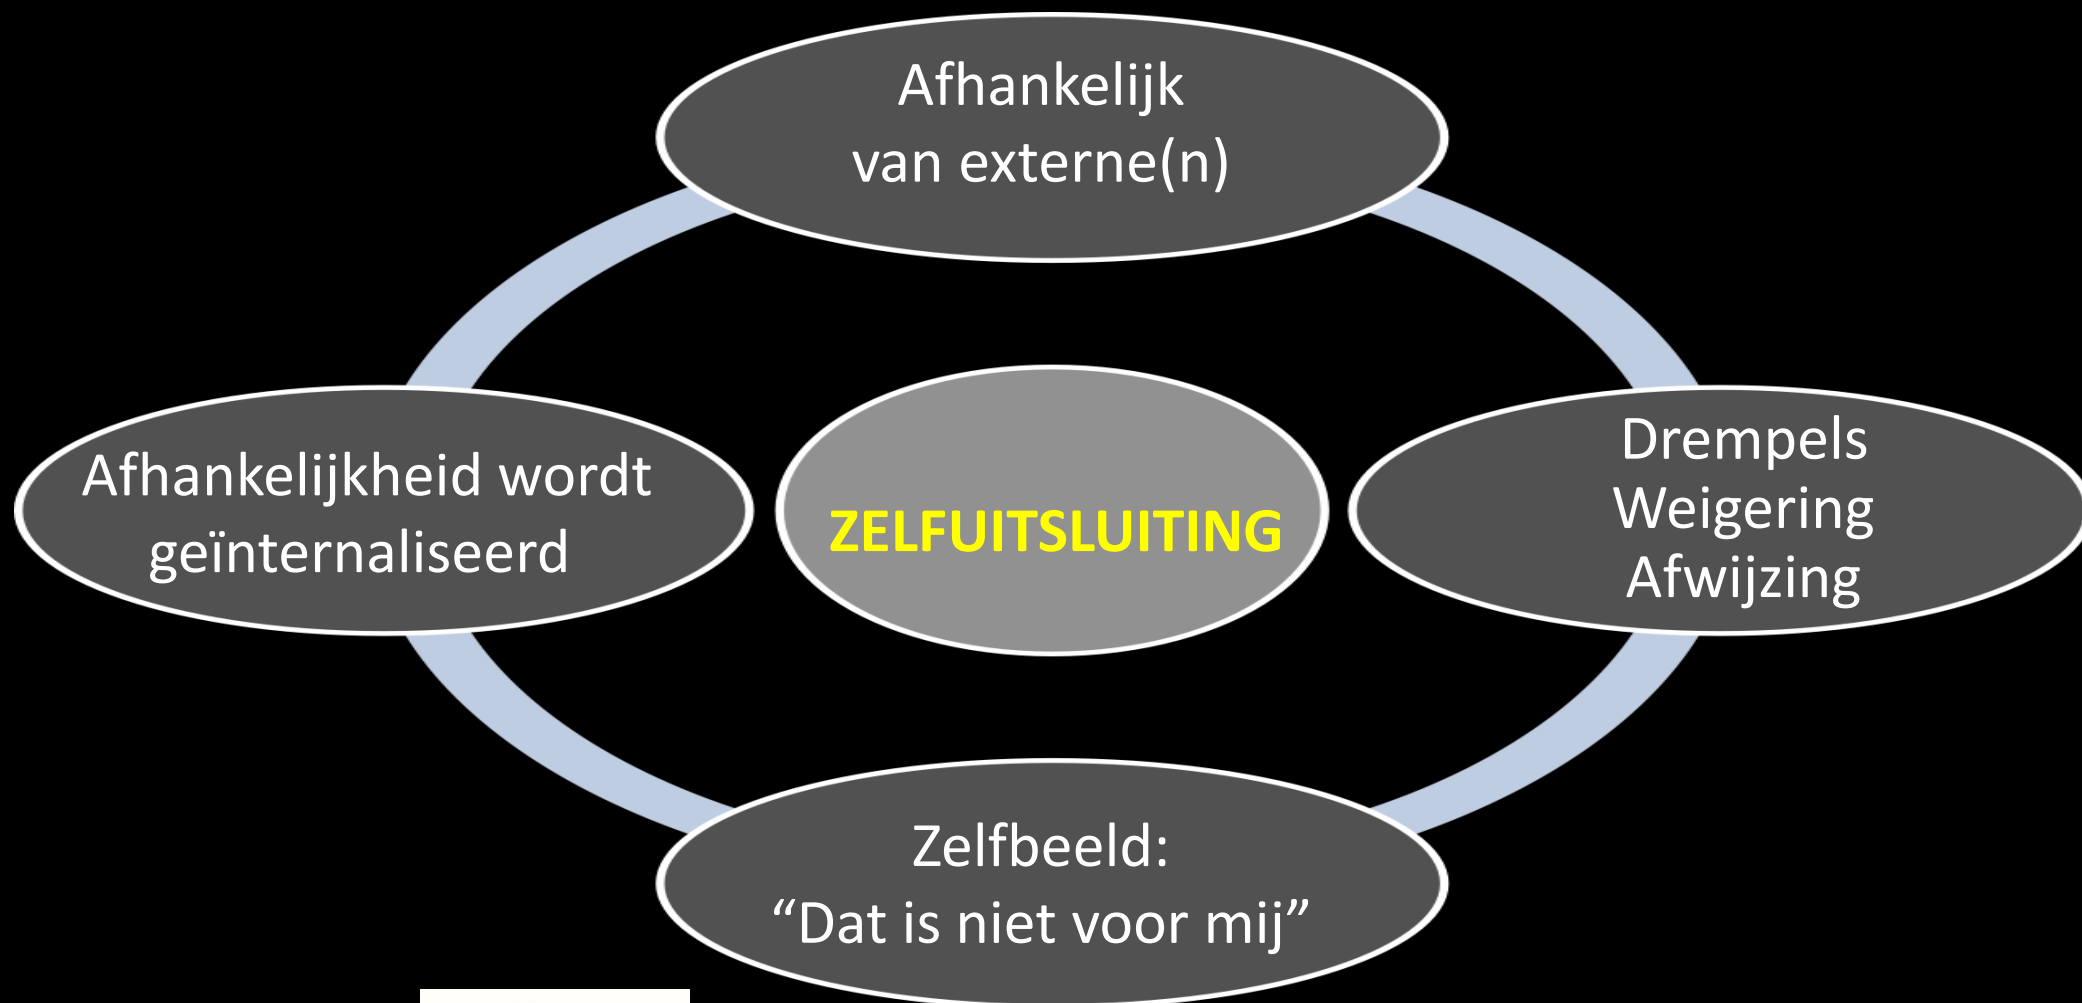 Afhankelijk
van externe(n)
Afhankelijkheid wordt
geïnternaliseerd
ZELFUITSLUITING
Drempels
Weigering
Afwijzing
Zelfbeeld:
“Dat is niet voor mij”